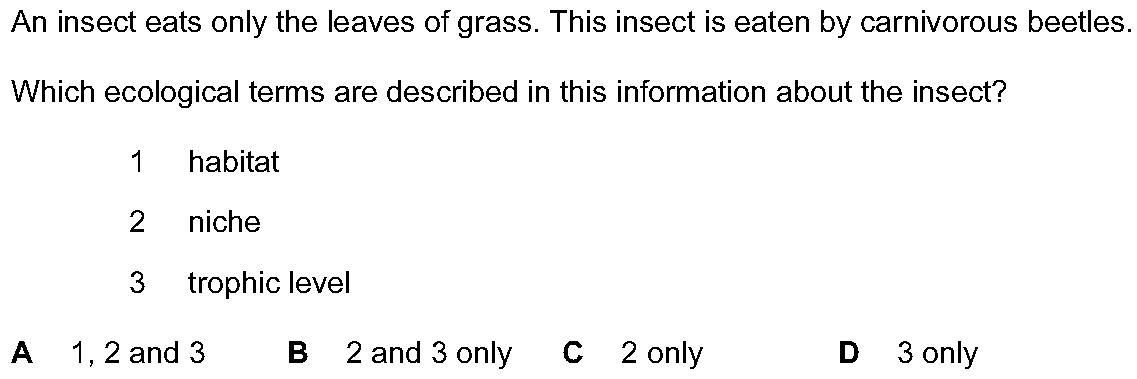 An insect eats only the leaves of grass. This insect is eaten by carnivorous beetles.
Which ecological terms are described in this information about the insect?
1 habitat
2 niche
3 trophic level
A 1, 2 and 3 B 2 and 3 only C 2 only D 3 only